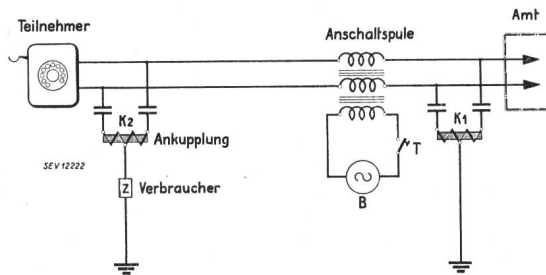 Teilnehmer
Anschaltspule
Amt
K2
Ankupplung
K1
T
SEV 12222
Z Verbraucher
B